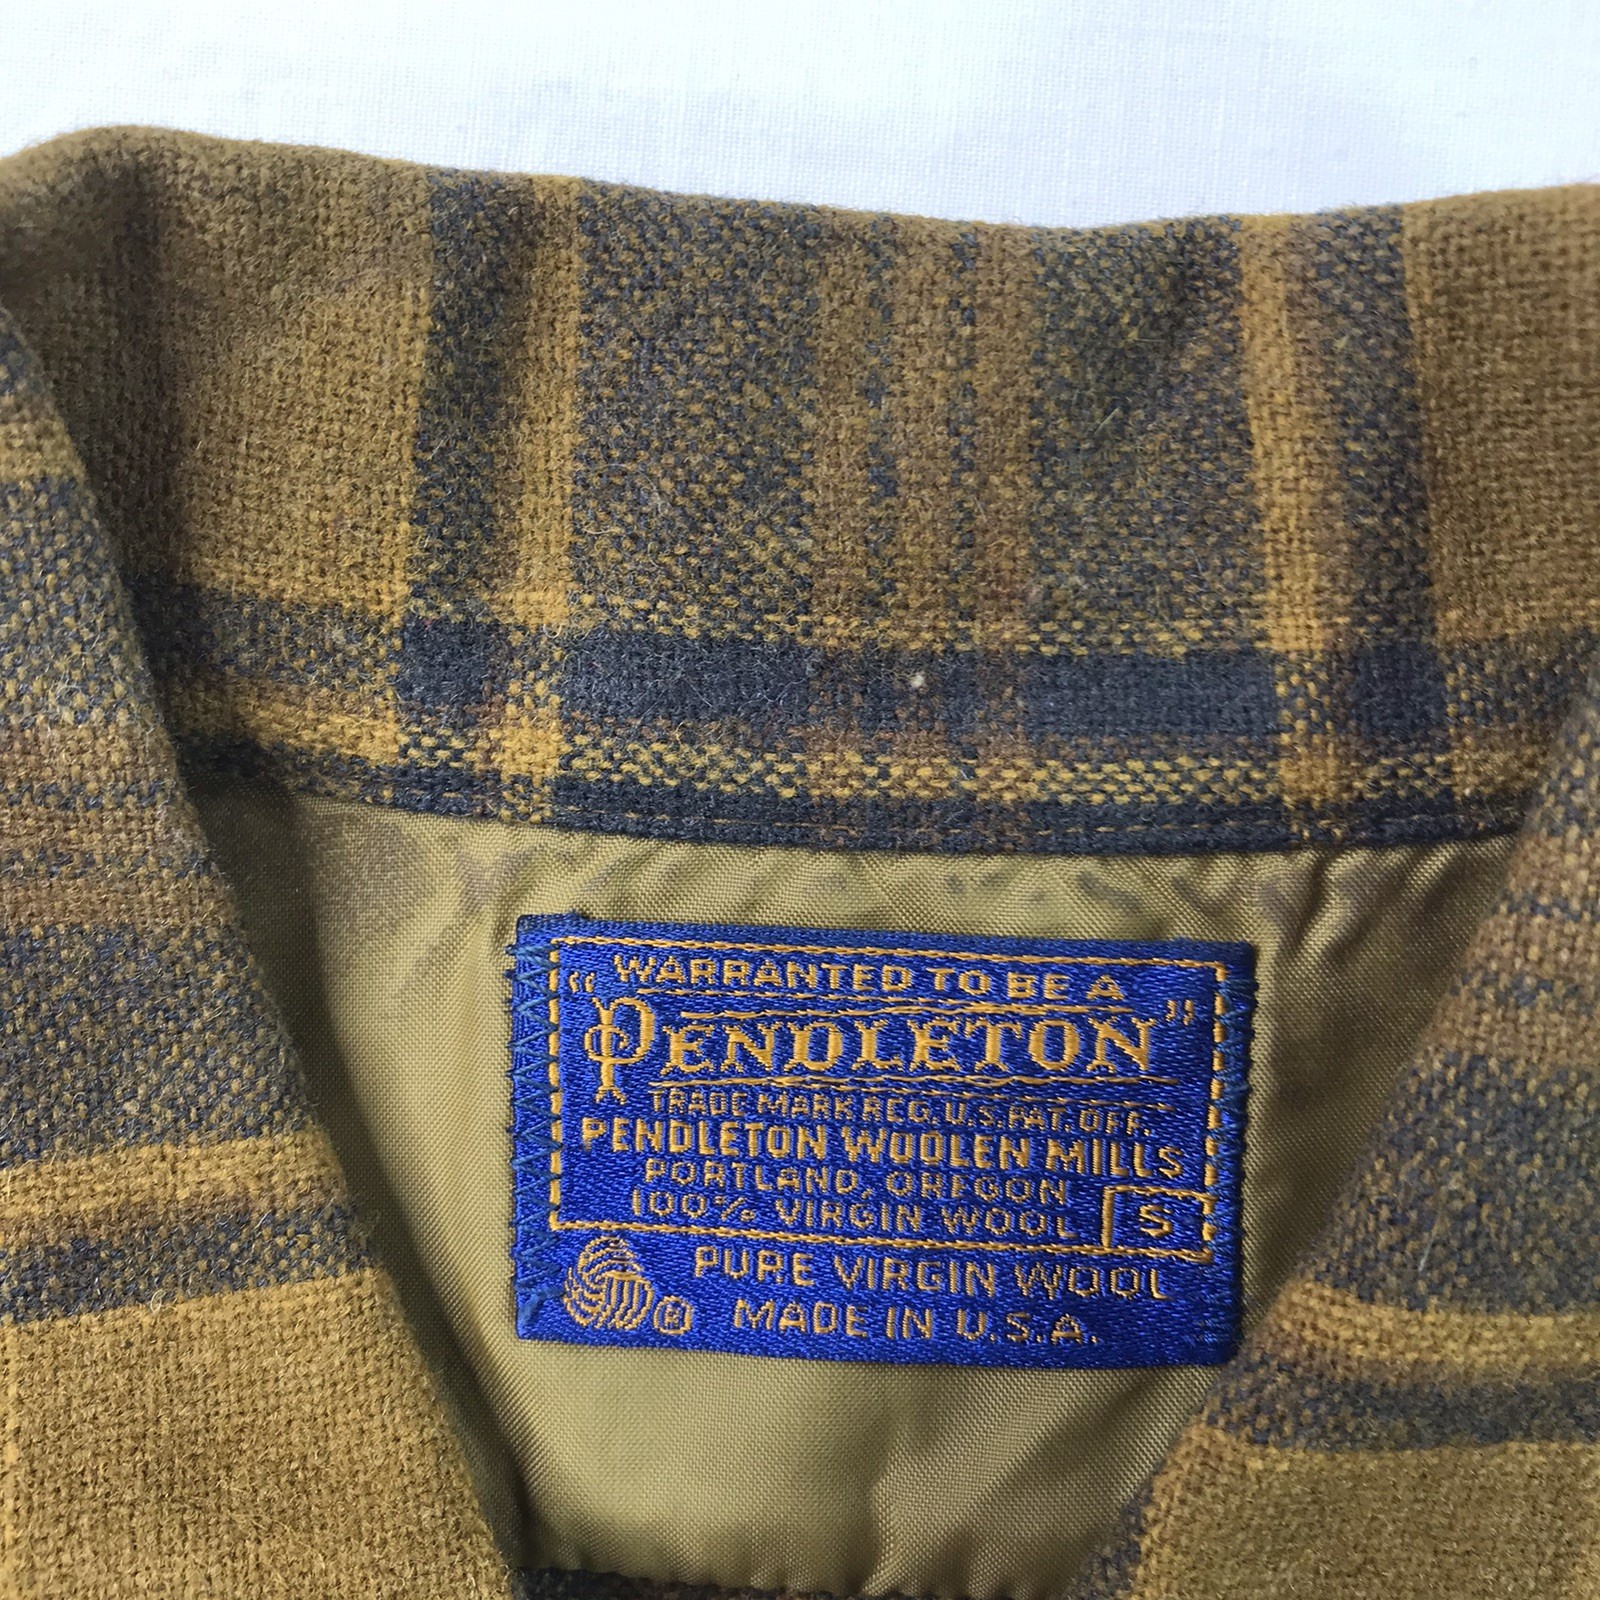 WARRANTED TO BE A
"PENDLETON"
TRADE MARK REG. U.S. PAT. OFF.
PENDLETON WOOLEN MILLS
PORTLAND, OREGON
100% VIRGIN WOOL S
PURE VIRGIN WOOL
® MADE IN U.S.A.